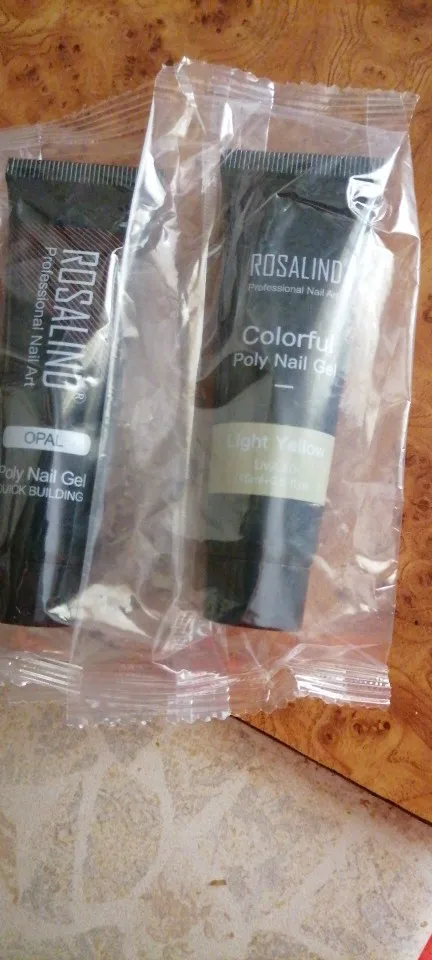 ROSALIND®
Professional Nail Art
OPAL
Poly Nail Gel
QUICK BUILDING
ROSALIND
Professional Nail Art
Colorful
Poly Nail Gel
Light Yellow